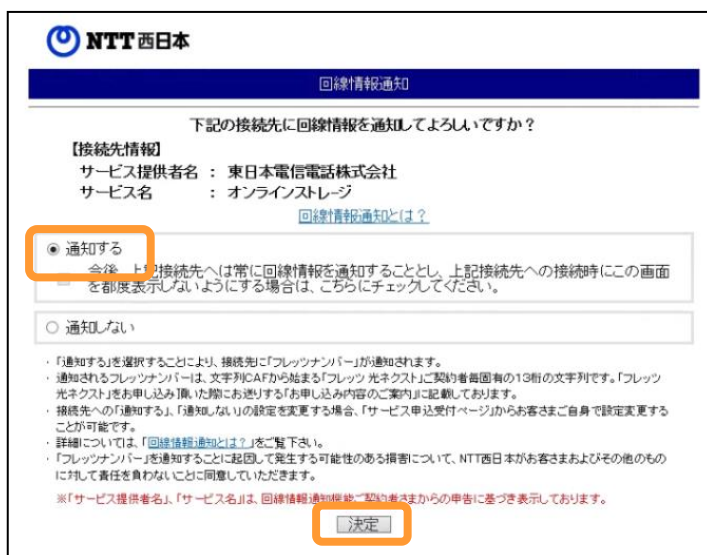 NTT西日本
回線情報通知
下記の接続先に回線情報を通知してよろしいですか？
【接続先情報】
サービス提供者名 ： 東日本電信電話株式会社
サービス名 ： オンラインストレージ
回線情報通知とは？
通知する
今後、上記接続先へは常に回線情報を通知することとし、上記接続先への接続時にこの画面
を都度表示しないようにする場合は、こちらにチェックしてください。
通知しない
・「通知する」を選択することにより、接続先に「フレッツナンバー」が通知されます。
・通知されるフレッツナンバーは、文字列CAFから始まる「フレッツ 光ネクスト」ご契約者毎固有の13桁の文字列です。「フレッツ
光ネクスト」をお申し込み頂いた際にお送りする「お申し込み内容のご案内」に記載しております。
・接続先への「通知する」、「通知しない」の設定を変更する場合、「サービス申込受付ページ」からお客さまご自身で設定変更する
ことが可能です。
・詳細については、「回線情報通知とは？」をご覧下さい。
・「フレッツナンバー」を通知することに起因して発生する可能性のある損害について、NTT西日本がお客さまおよびその他のもの
に対して責任を負わないことに同意していただきます。
※「サービス提供者名」、「サービス名」は、回線情報通知機能ご契約者さまからの申告に基づき表示しております。
決定